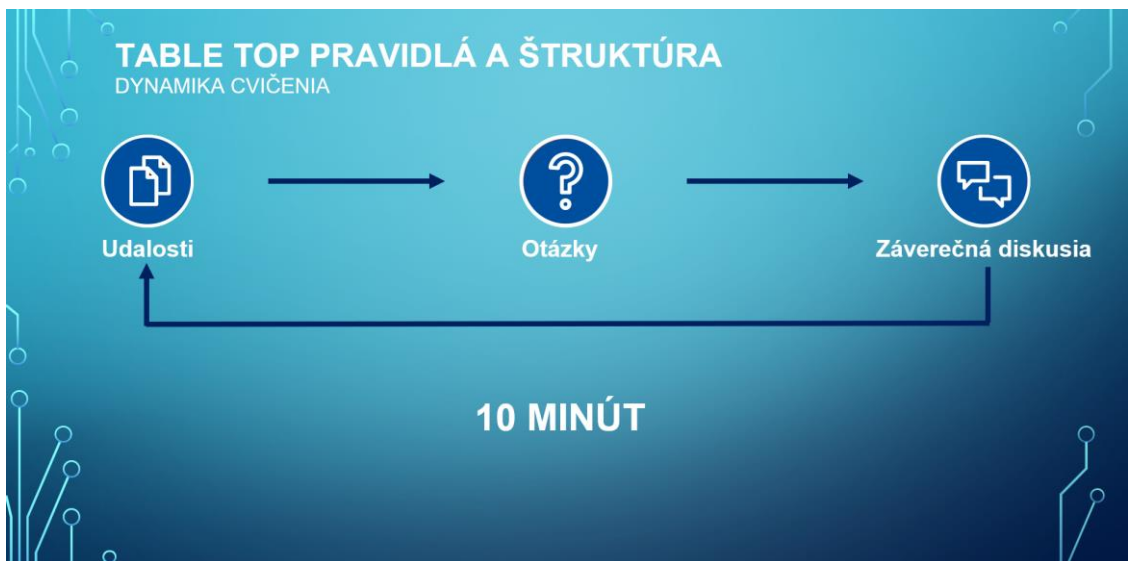 TABLE TOP PRAVIDLÁ A ŠTRUKTÚRA
DYNAMIKA CVIČENIA
Udalosti
Otázky
Záverečná diskusia
10 MINÚT